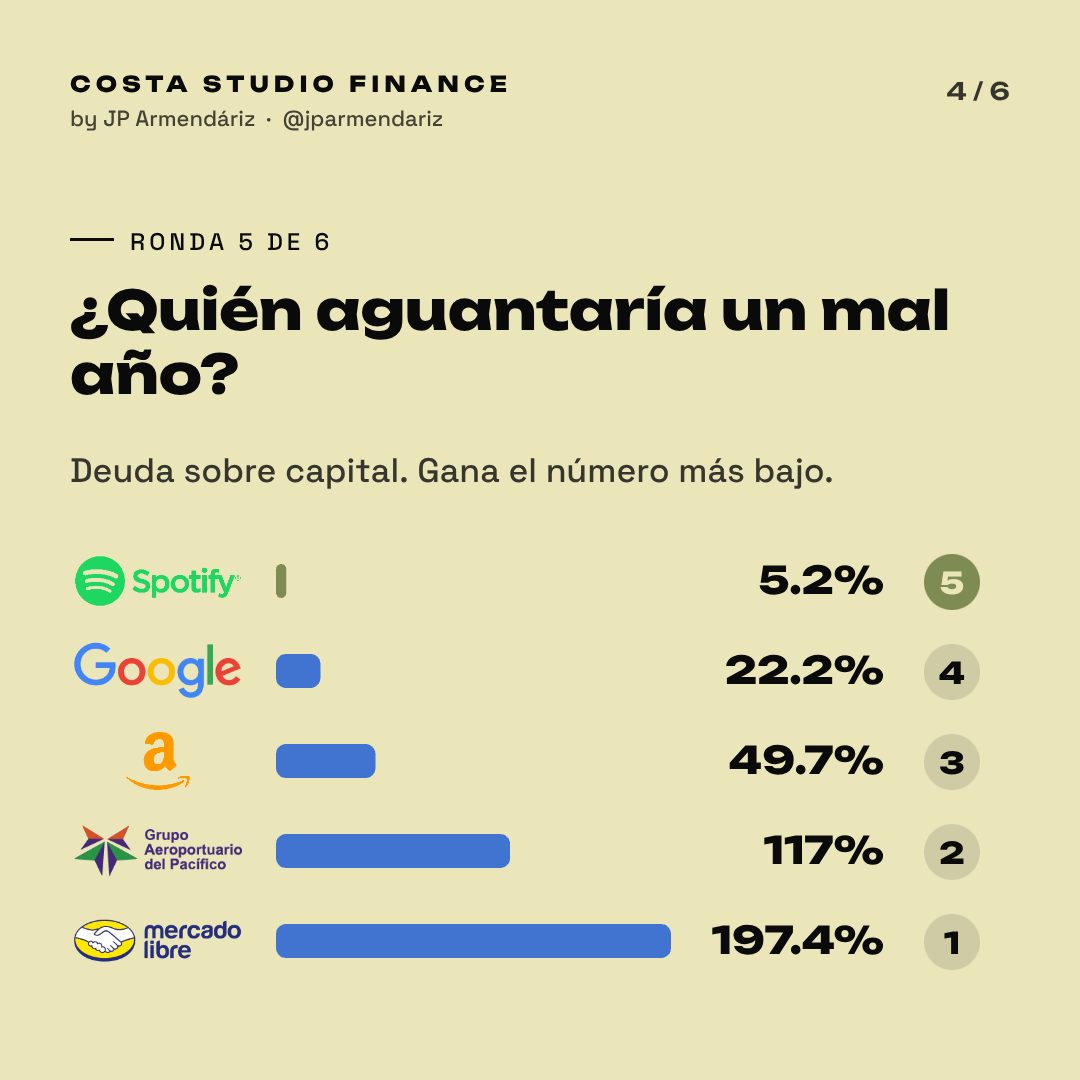 COSTA STUDIO FINANCE
by JP Armendáriz · @jparmendariz
4 / 6
RONDA 5 DE 6
¿Quién aguantaría un mal
año?
Deuda sobre capital. Gana el número más bajo.
Spotify 5.2% 5
Google 22.2% 4
a 49.7% 3
Grupo
Aeroportuario
del Pacífico
117% 2
mercado
libre
197.4% 1